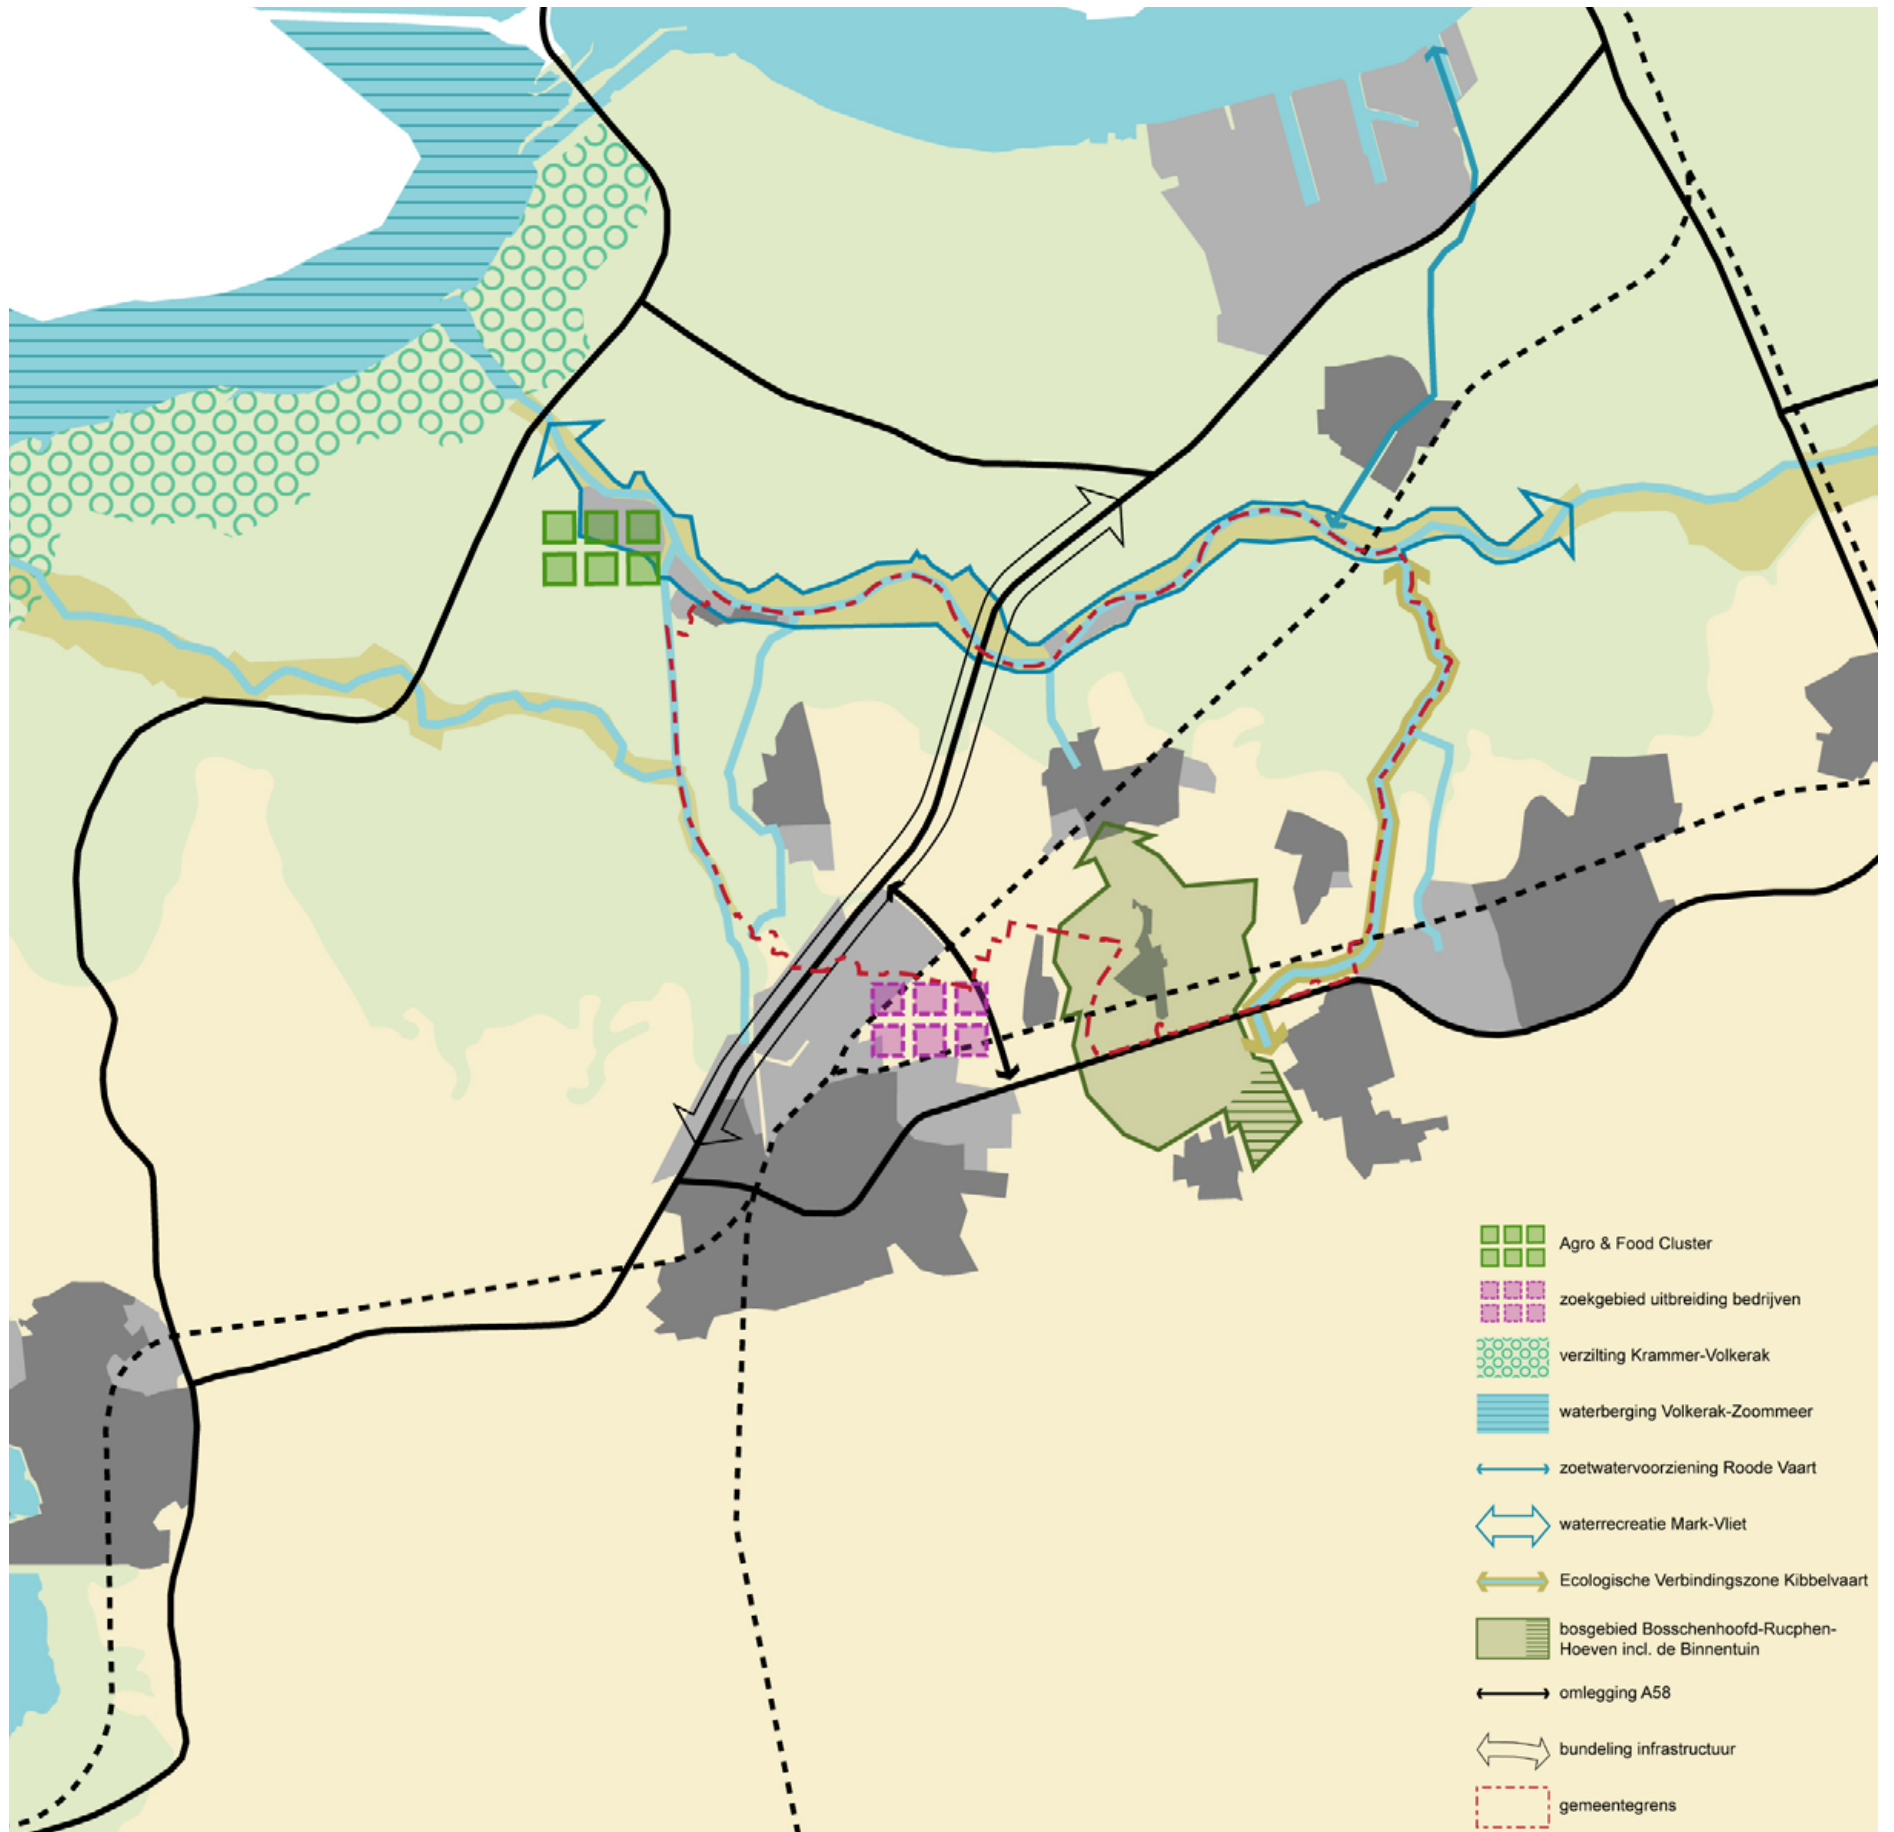 Agro & Food Cluster
zoekgebied uitbreiding bedrijven
verzilting Krammer-Volkerak
waterberging Volkerak-Zoommeer
zoetwatervoorziening Roode Vaart
waterrecreatie Mark-Vliet
Ecologische Verbindingszone Kibbelvaart
bosgebied Bosschenhoofd-Rucphen-
Hoeven incl. de Binnentuin
omlegging A58
bundeling infrastructuur
gemeentegrens